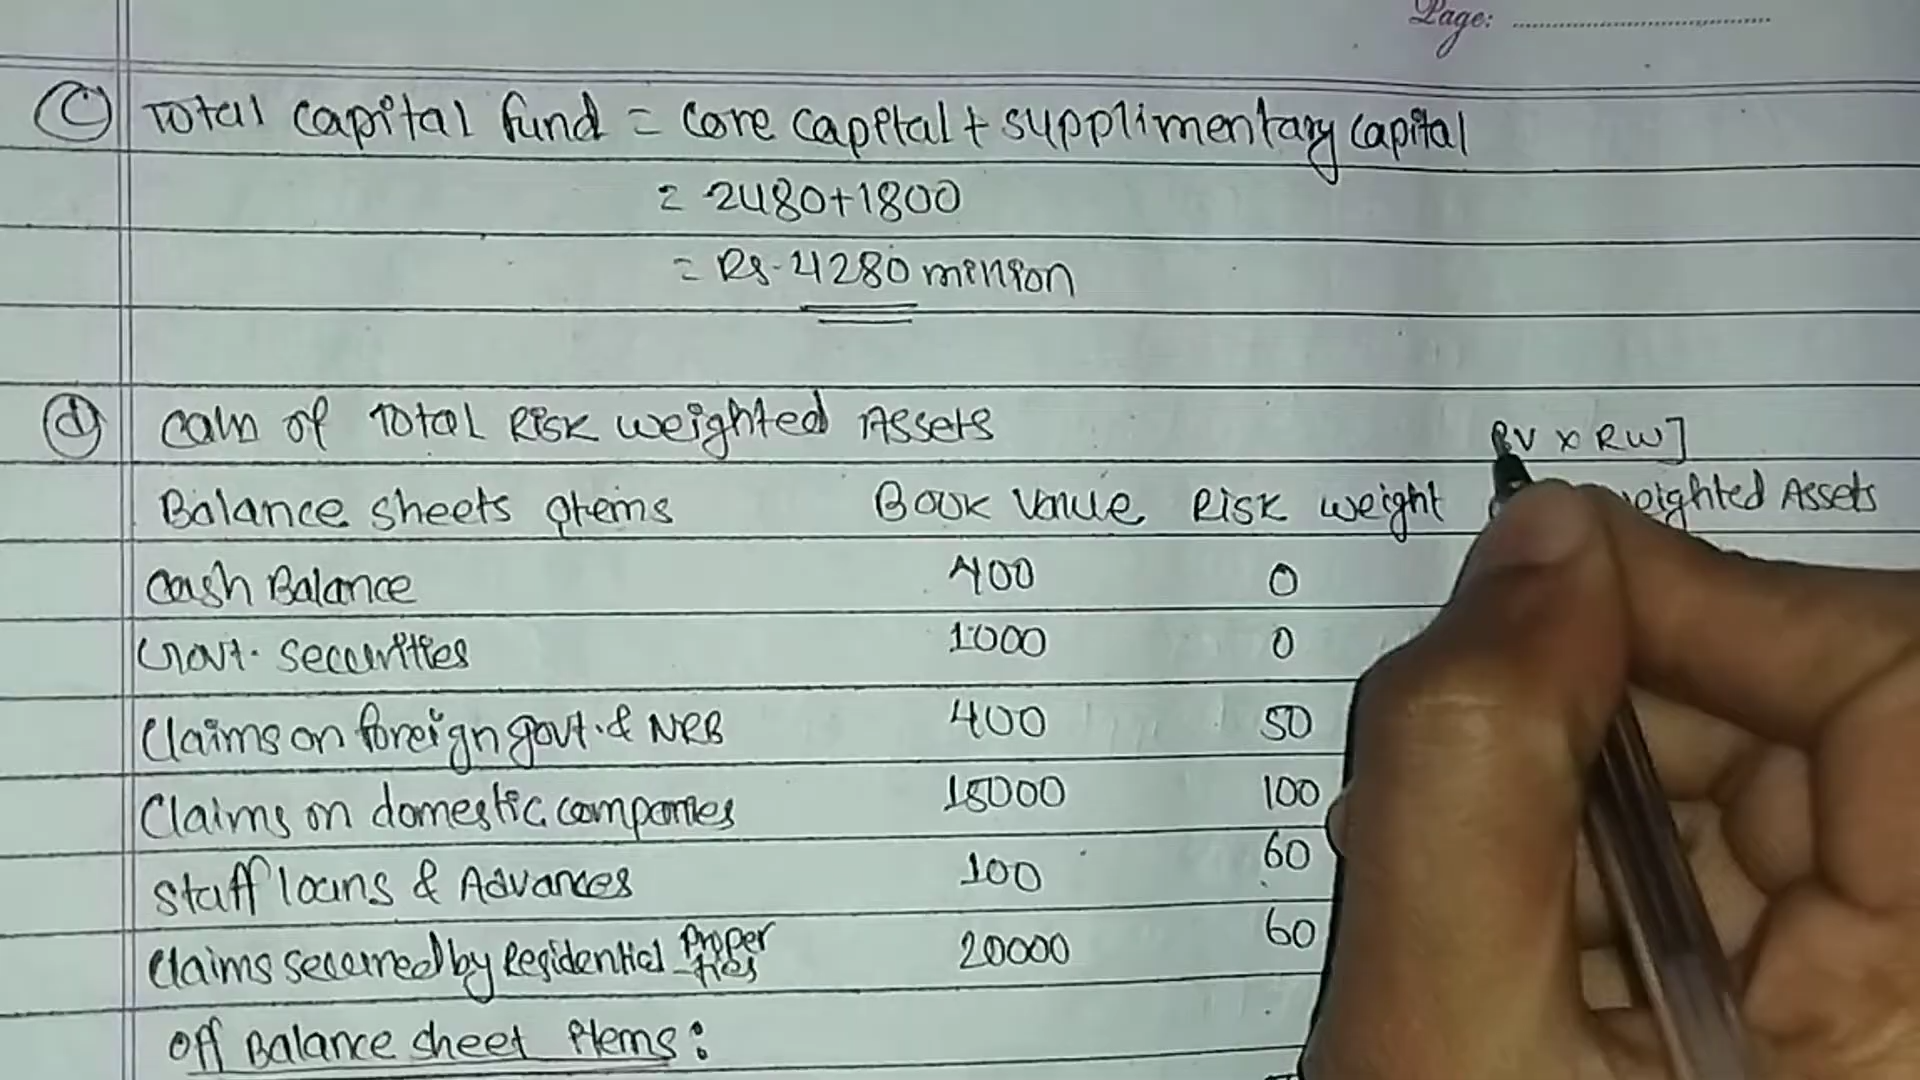 Page:
(C) Total capital fund = Core capital + supplimentary capital
= 2480+1800
= Rs. 4280 million
(d) Caln of Total Risk Weighted Assets
BV x RW]
Balance sheets items Book Value Risk weight weighted Assets
Cash Balance 400 0
Govt. securities 1000 0
Claims on foreign govt. & NRB 400 50
Claims on domestic companies 15000 100
Staff loans & Advances 100 60
Claims secured by Residential Properties 20000 60
Off Balance sheet items: